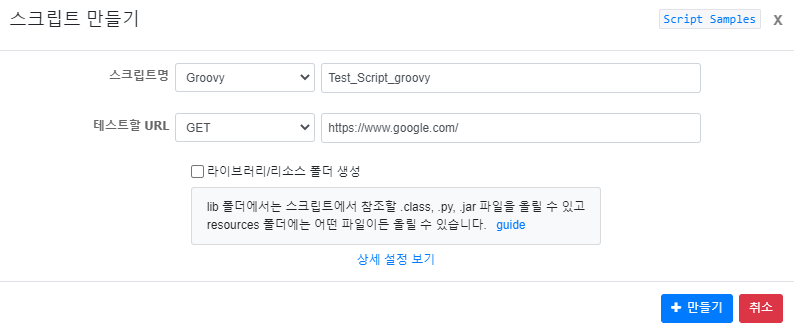 스크립트 만들기
Script Samples
X
스크립트명
Groovy
Test_Script_groovy
테스트할 URL
GET
https://www.google.com/
라이브러리/리소스 폴더 생성
lib 폴더에서는 스크립트에서 참조할 .class, .py, .jar 파일을 올릴 수 있고
resources 폴더에는 어떤 파일이든 올릴 수 있습니다. guide
상세 설정 보기
+ 만들기
취소